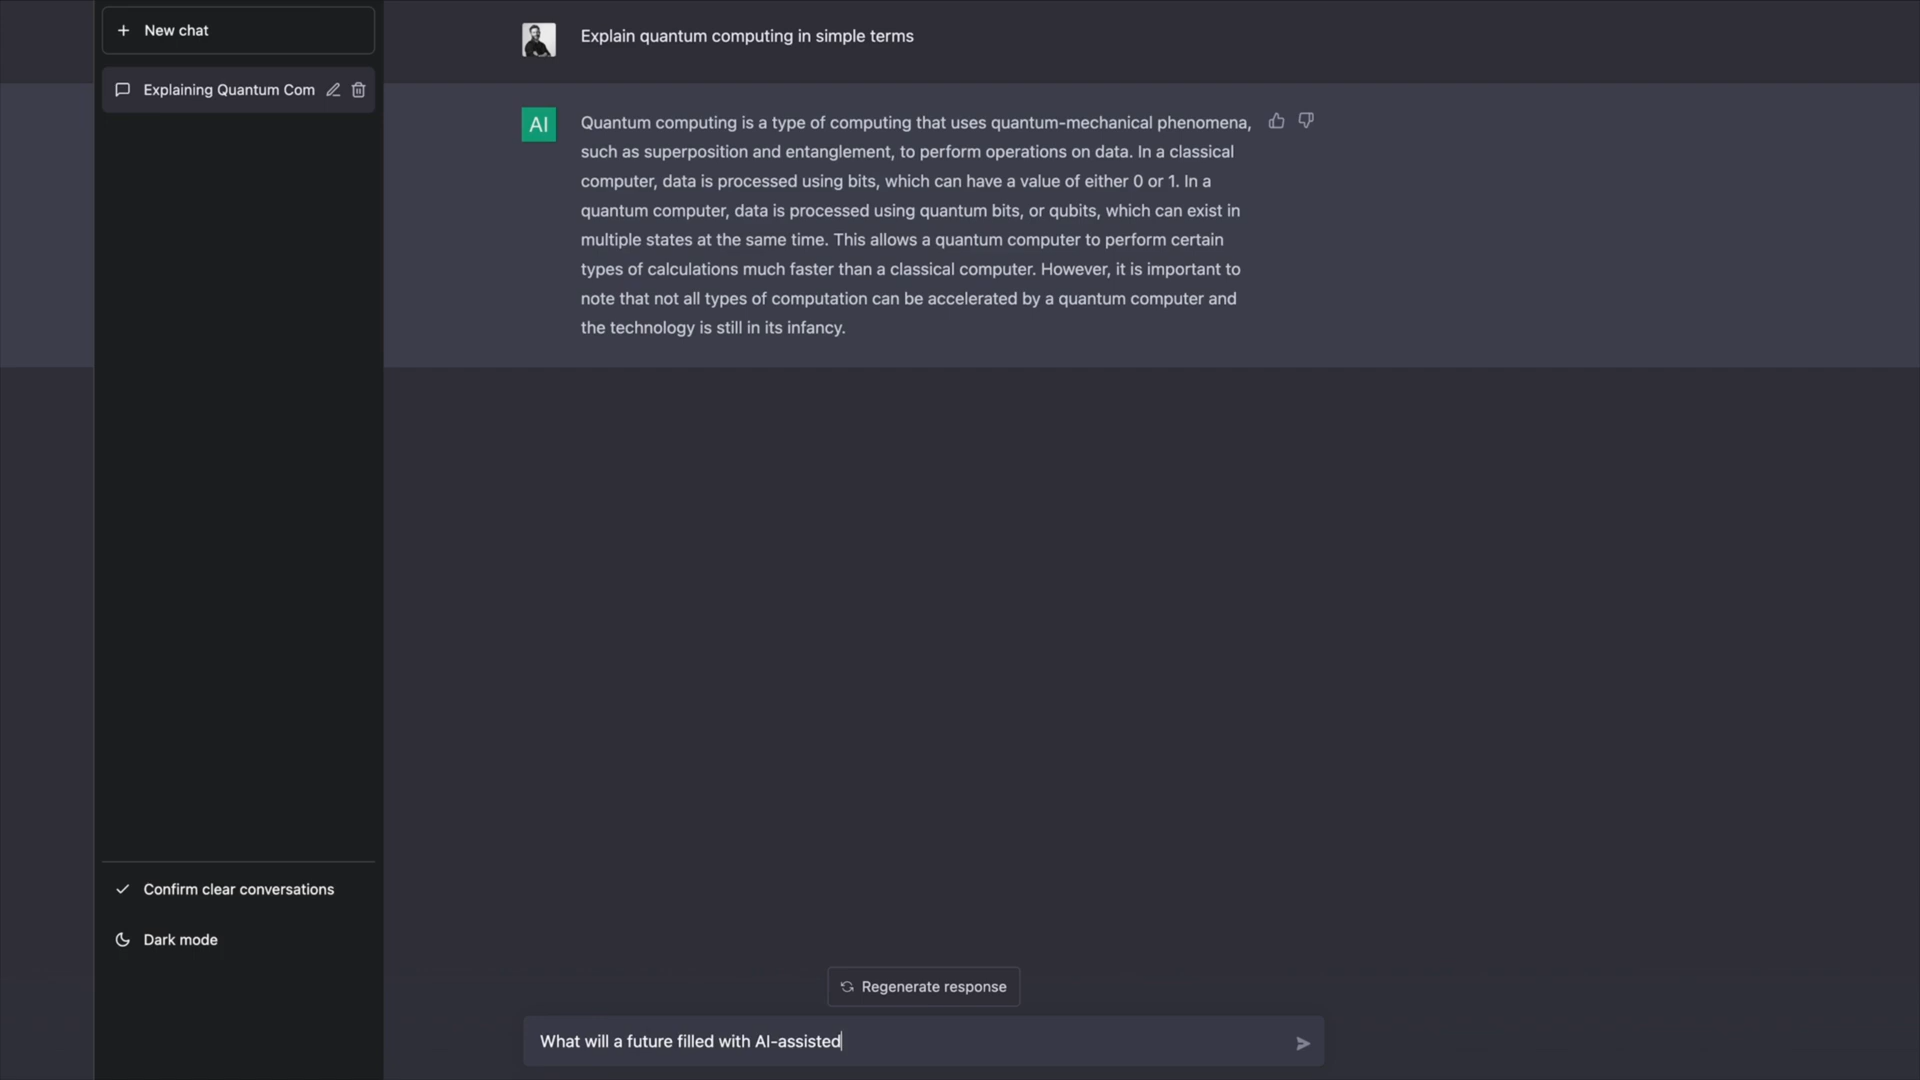 New chat
Explaining Quantum Com
Explain quantum computing in simple terms
AI
Quantum computing is a type of computing that uses quantum-mechanical phenomena,
such as superposition and entanglement, to perform operations on data. In a classical
computer, data is processed using bits, which can have a value of either 0 or 1. In a
quantum computer, data is processed using quantum bits, or qubits, which can exist in
multiple states at the same time. This allows a quantum computer to perform certain
types of calculations much faster than a classical computer. However, it is important to
note that not all types of computation can be accelerated by a quantum computer and
the technology is still in its infancy.
Confirm clear conversations
Dark mode
Regenerate response
What will a future filled with AI-assisted